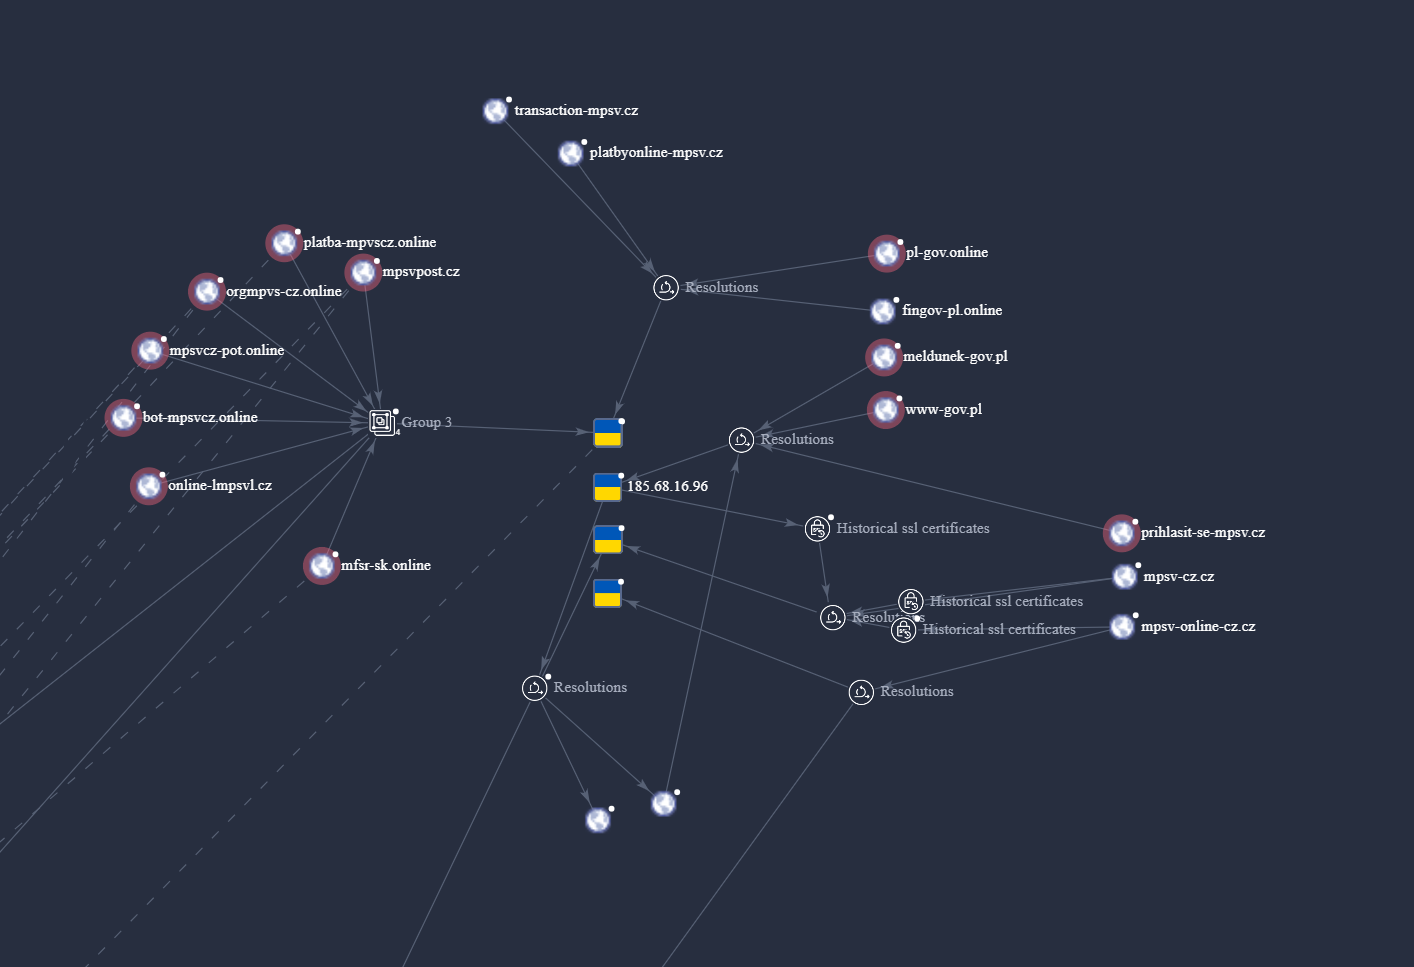 transaction-mpsv.cz
platbyonline-mpsv.cz
platba-mpvscz.online
mpsvpost.cz
orgmpvs-cz.online
mpsvcz-pot.online
bot-mpsvcz.online
online-lmpsvl.cz
mfsr-sk.online
4
Group 3
Resolutions
pl-gov.online
fingov-pl.online
meldunek-gov.pl
www-gov.pl
Resolutions
185.68.16.96
Historical ssl certificates
prihlasit-se-mpsv.cz
mpsv-cz.cz
Historical ssl certificates
Resolutions
Historical ssl certificates
mpsv-online-cz.cz
Resolutions
Resolutions